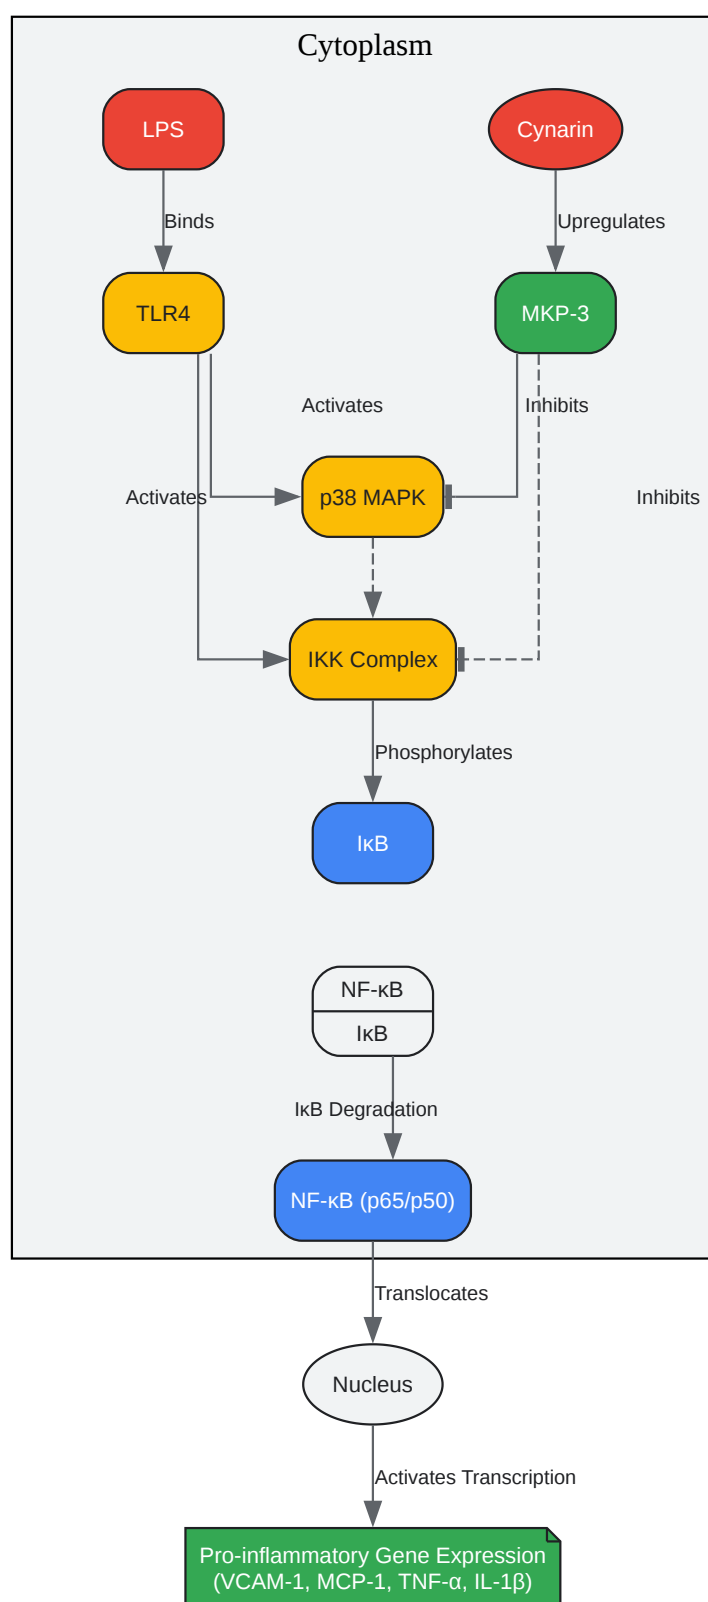 Cytoplasm
LPS
Cynarin
Binds
Upregulates
TLR4
MKP-3
Activates
Inhibits
p38 MAPK
Activates
Inhibits
IKK Complex
Phosphorylates
IκB
NF-κB
IκB
IκB Degradation
NF-κB (p65/p50)
Translocates
Nucleus
Activates Transcription
Pro-inflammatory Gene Expression
(VCAM-1, MCP-1, TNF-α, IL-1β)